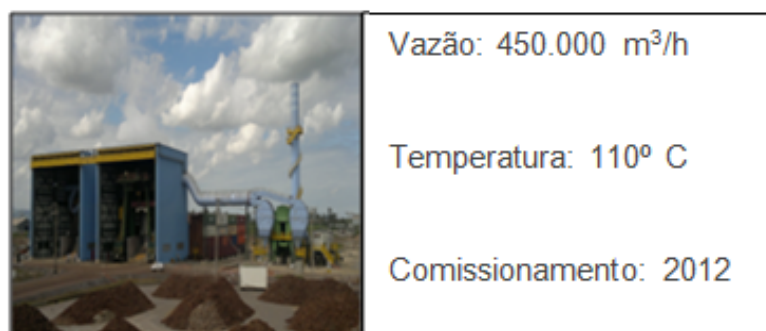 Vazão: 450.000 m³/h
Temperatura: 110º C
Comissionamento: 2012